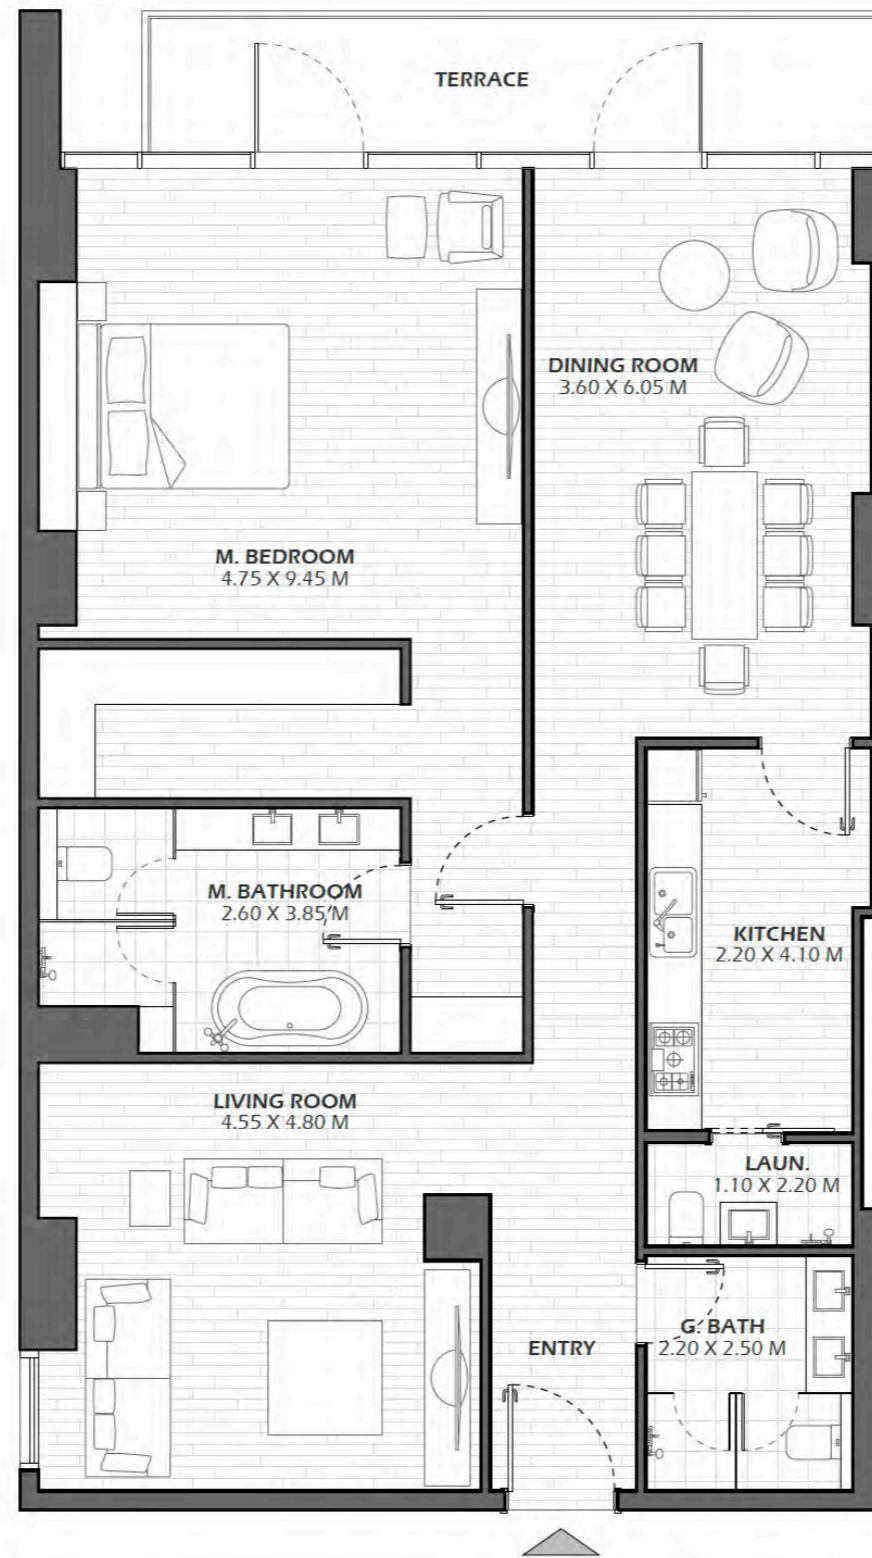 TERRACE
DINING ROOM
3.60 X 6.05 M
M. BEDROOM
4.75 X 9.45 M
M. BATHROOM
2.60 X 3.85 M
KITCHEN
2.20 X 4.10 M
LIVING ROOM
4.55 X 4.80 M
LAUN.
1.10 X 2.20 M
G. BATH
2.20 X 2.50 M
ENTRY